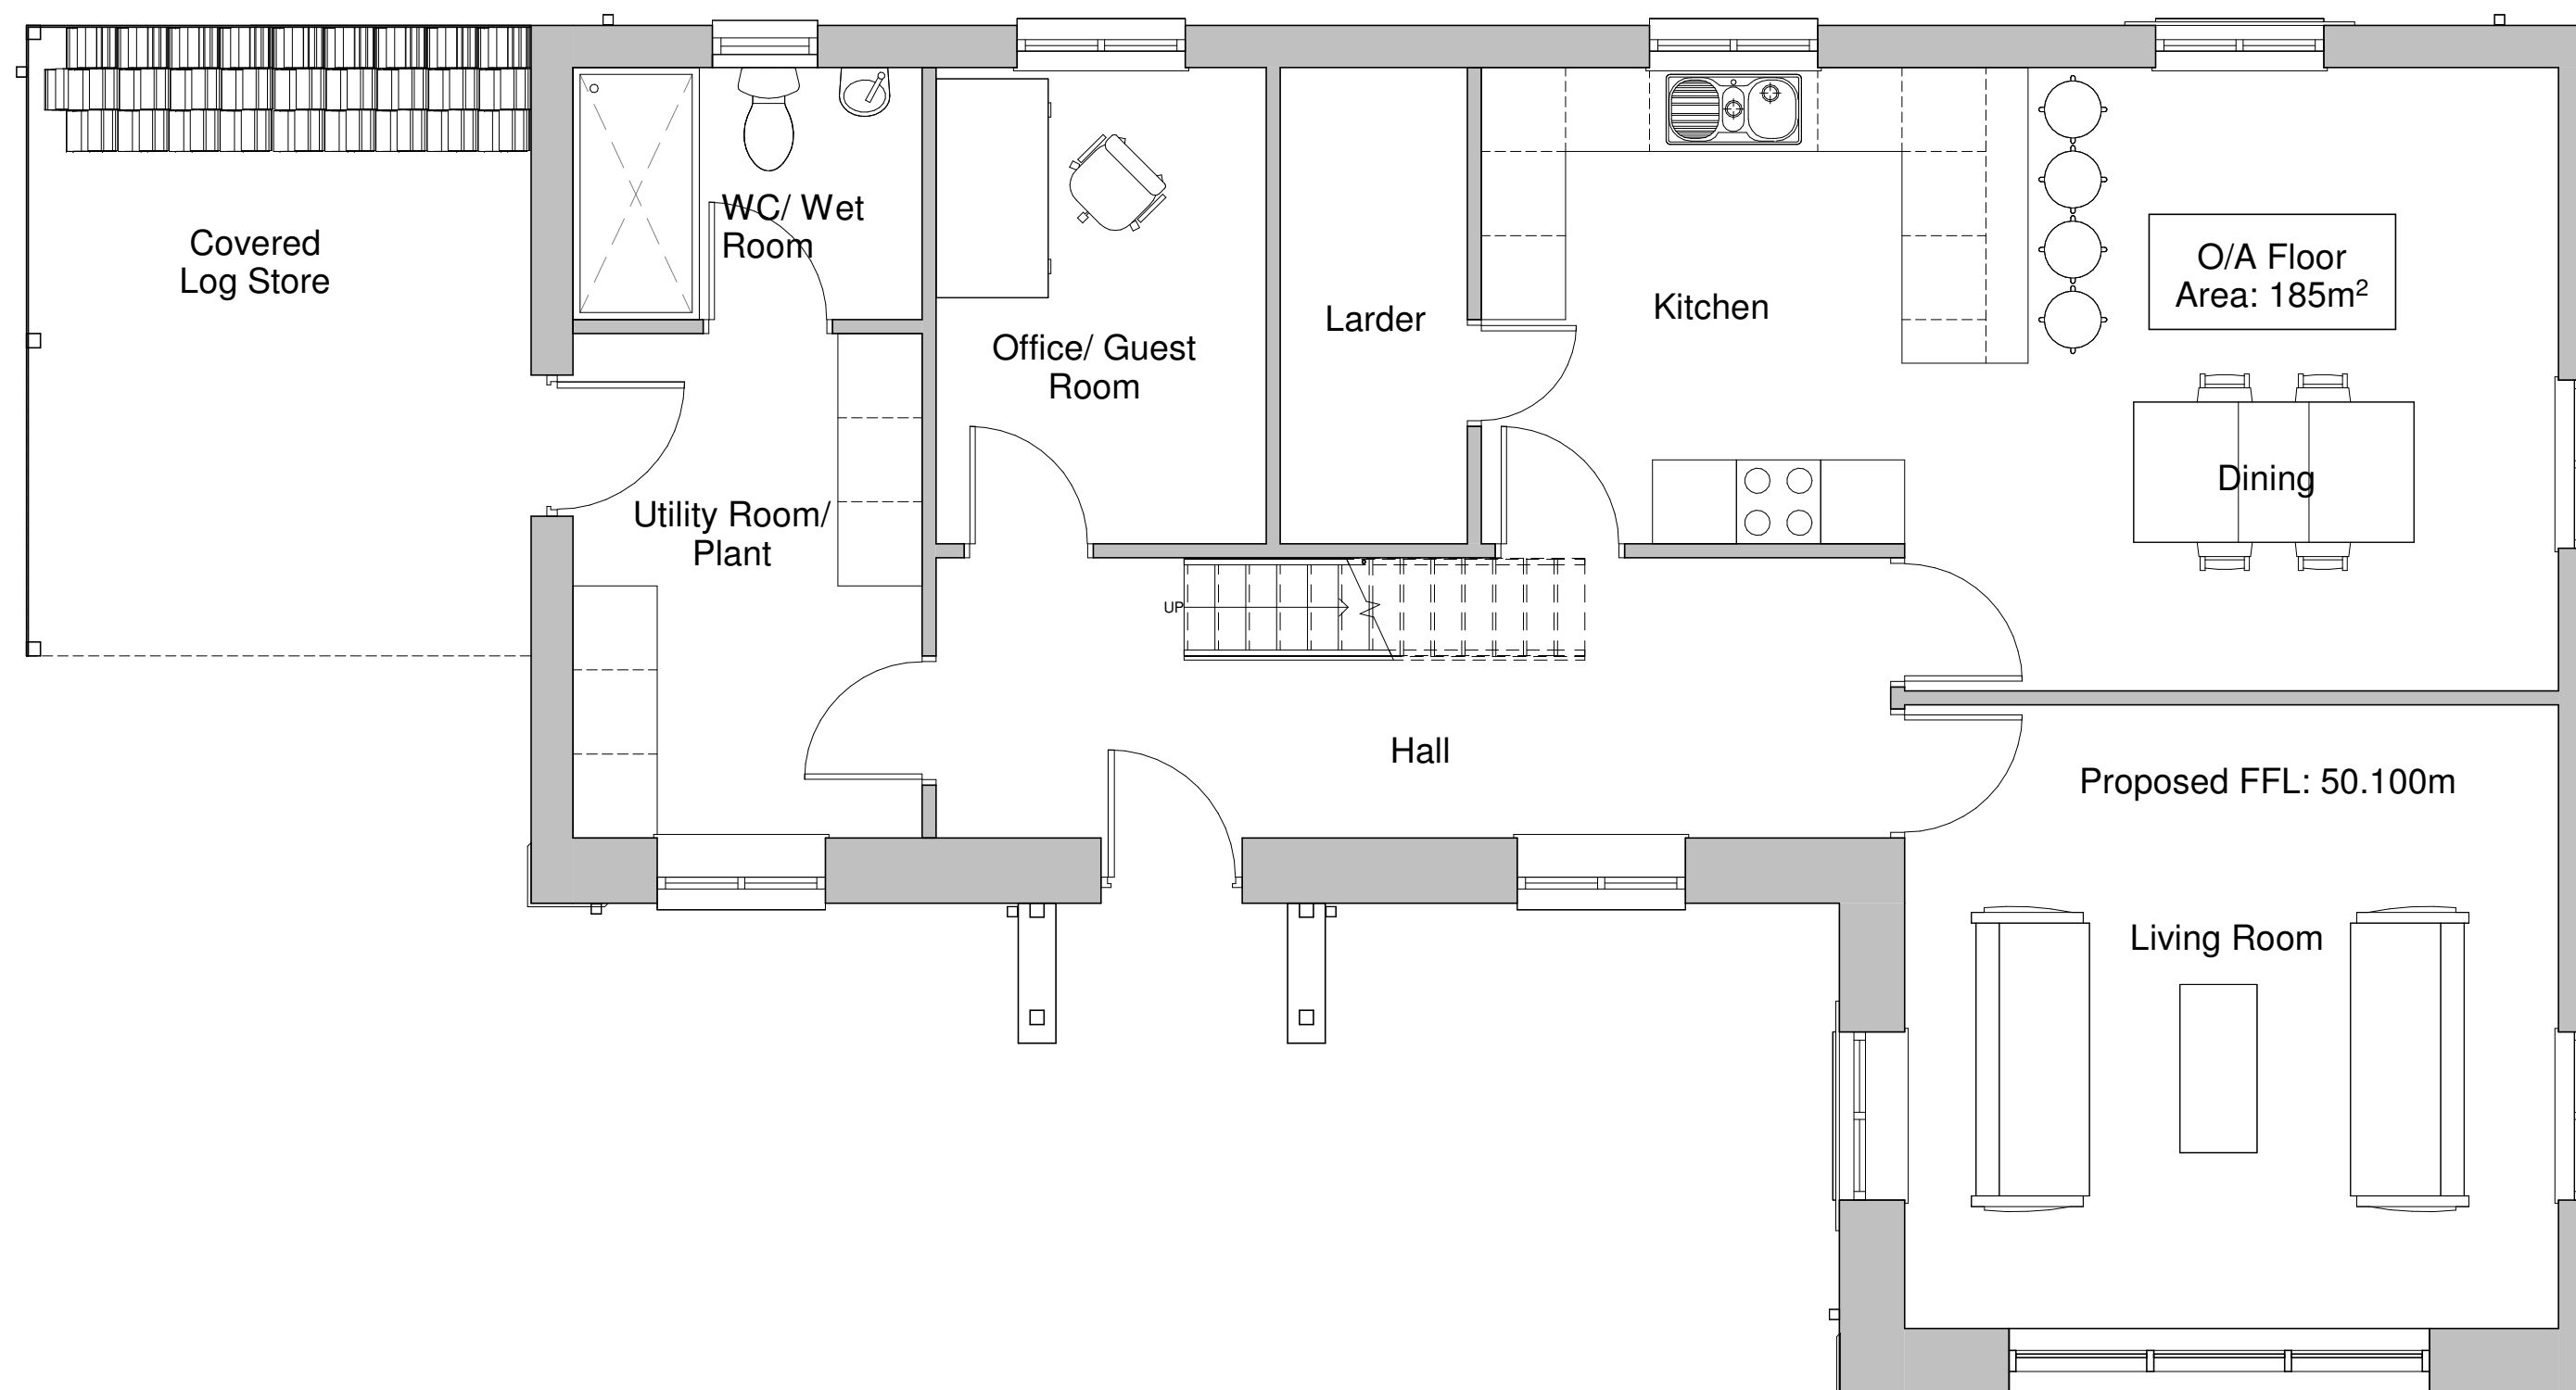 Covered
Log Store
WC/ Wet
Room
Office/ Guest
Room
Larder
Kitchen
O/A Floor
Area: 185m²
Dining
Utility Room/
Plant
UP
Hall
Proposed FFL: 50.100m
Living Room